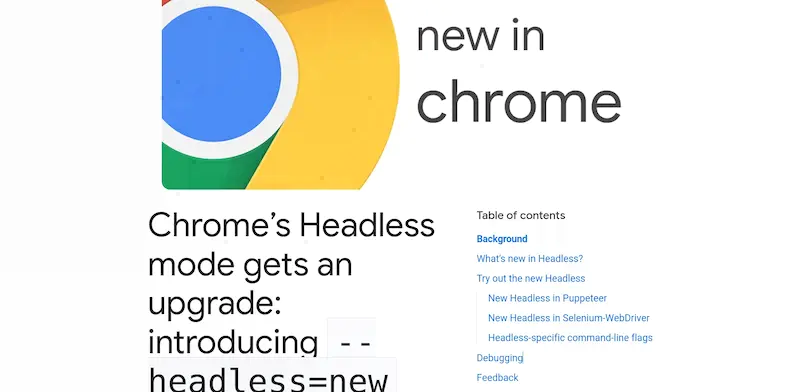 new in
chrome
Chrome’s Headless
mode gets an
upgrade:
introducing --
headless=new
Table of contents
Background
What's new in Headless?
Try out the new Headless
New Headless in Puppeteer
New Headless in Selenium-WebDriver
Headless-specific command-line flags
Debugging
Feedback